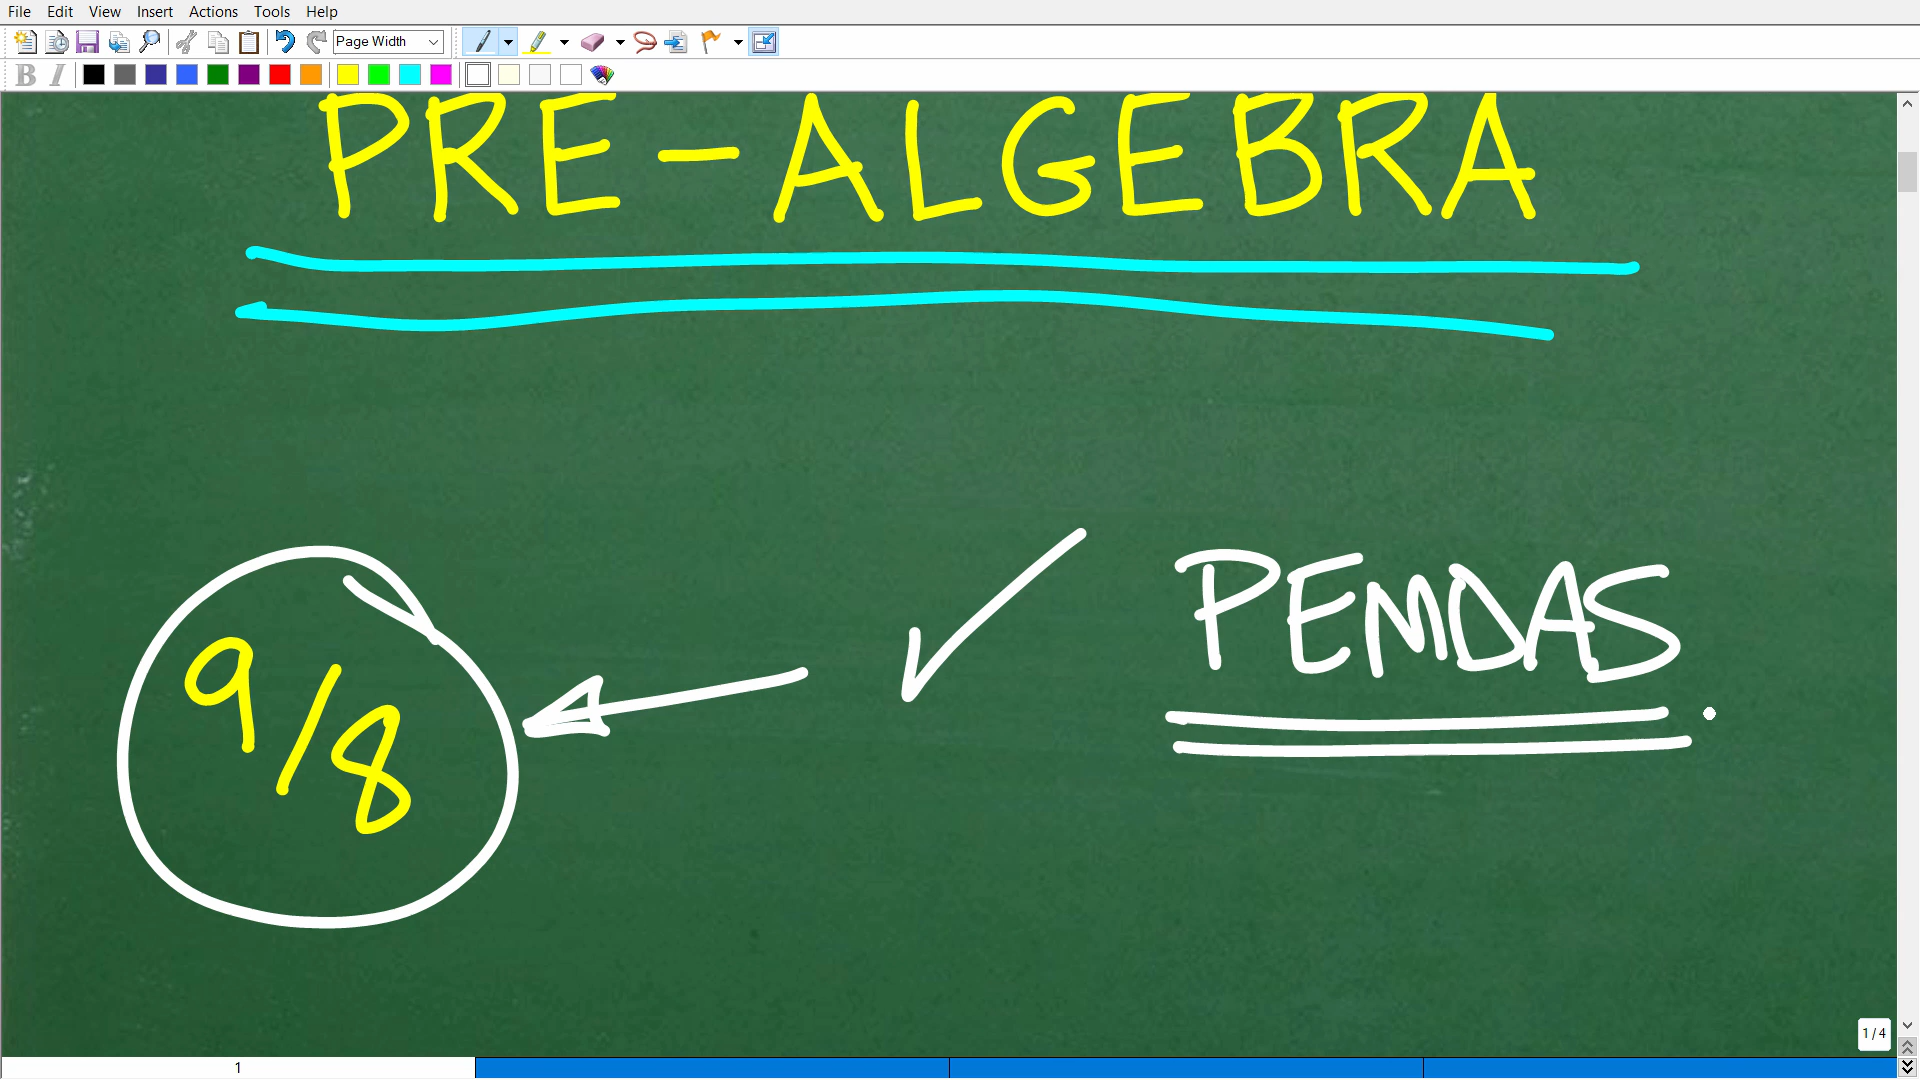 File Edit View Insert Actions Tools Help
Page Width
B I
PRE-ALGEBRA
9/8
PEMDAS
1 / 4
1